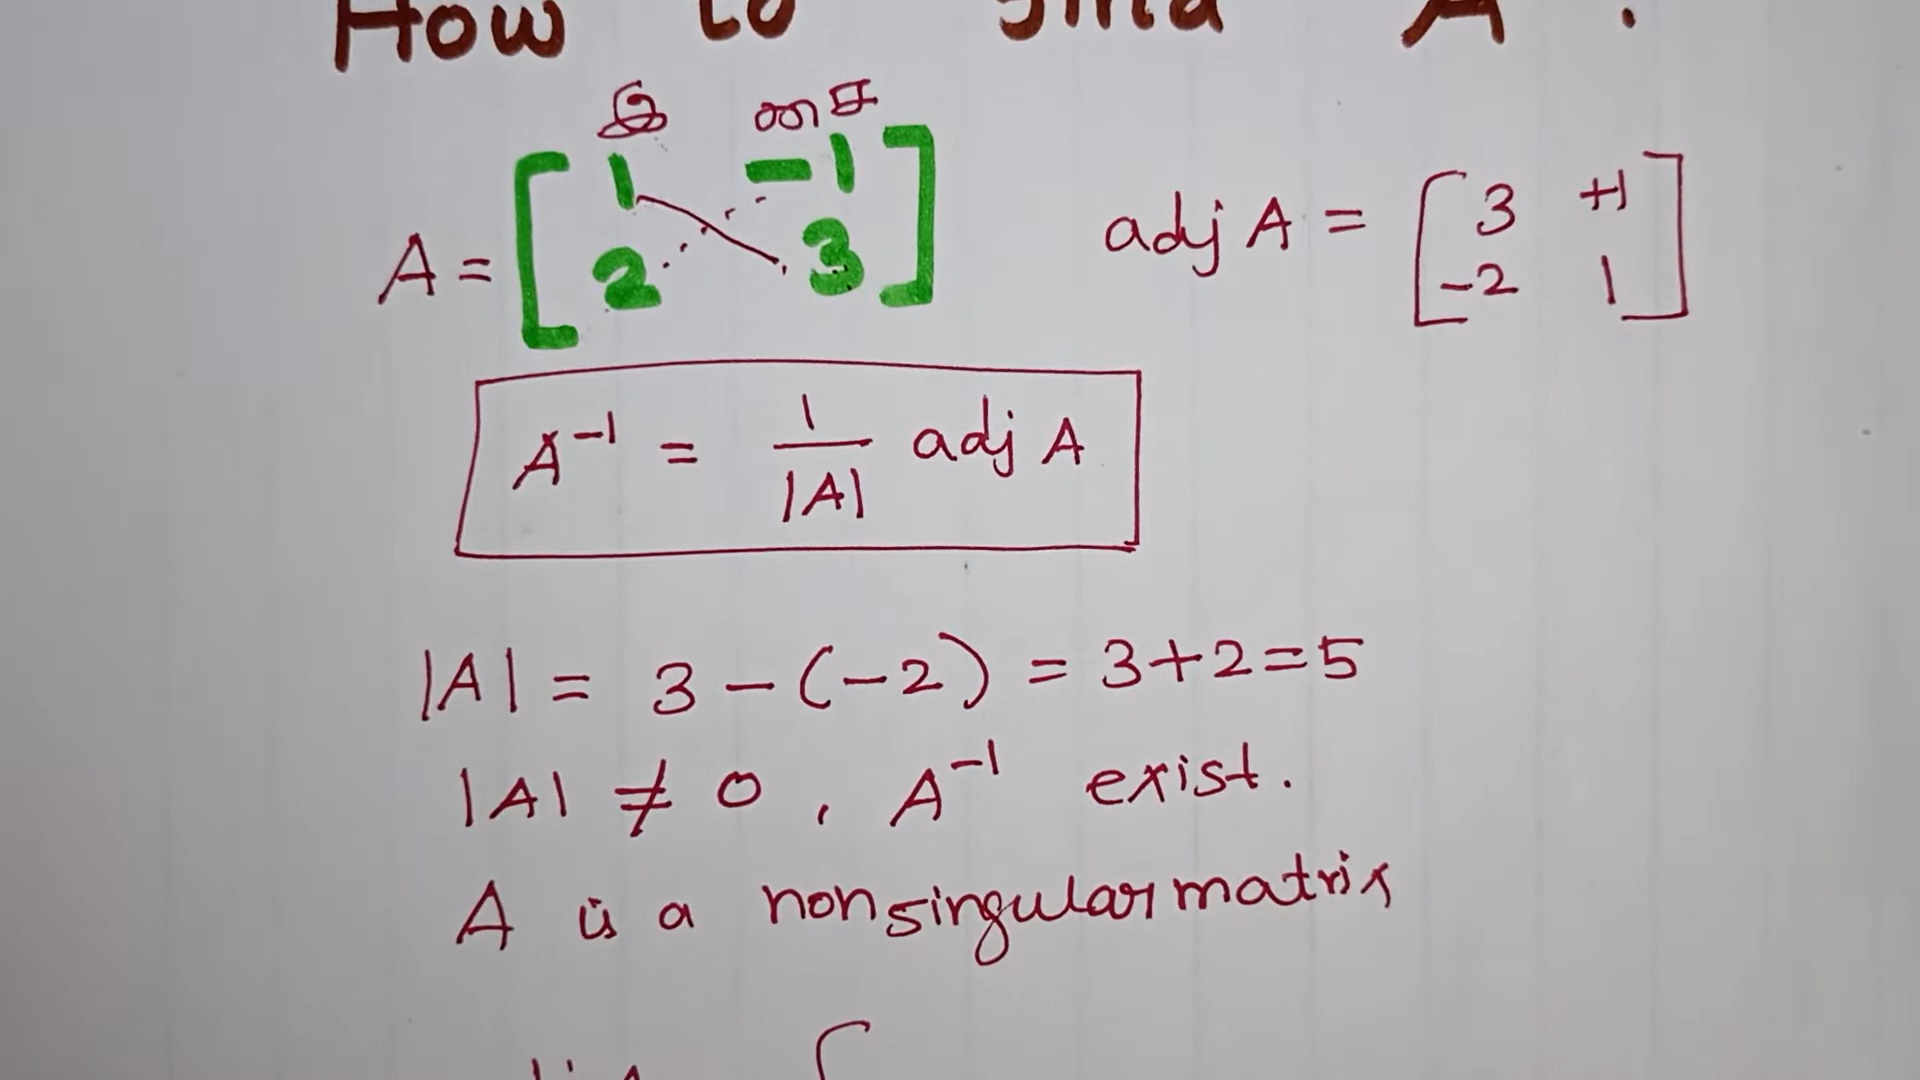 How to find A
இ ணச
A = [ 1 -1
2 3 ]
adj A = [ 3 +1
-2 1 ]
A⁻¹ = 1/|A| adj A
|A| = 3 - (-2) = 3+2=5
|A| ≠ 0 , A⁻¹ exist.
A is a nonsingular matrix